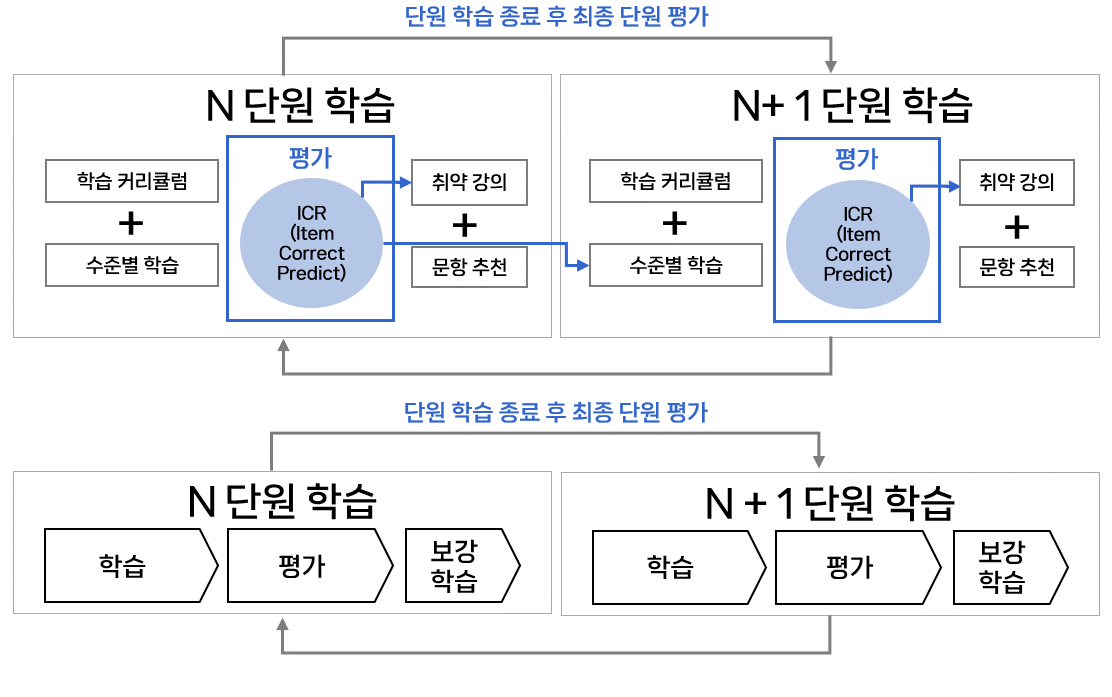 단원 학습 종료 후 최종 단원 평가
N 단원 학습
학습 커리큘럼
+
수준별 학습
평가
ICR
(Item
Correct
Predict)
취약 강의
+
문항 추천
N+ 1 단원 학습
학습 커리큘럼
+
수준별 학습
평가
ICR
(Item
Correct
Predict)
취약 강의
+
문항 추천
단원 학습 종료 후 최종 단원 평가
N 단원 학습
학습
평가
보강
학습
N + 1 단원 학습
학습
평가
보강
학습